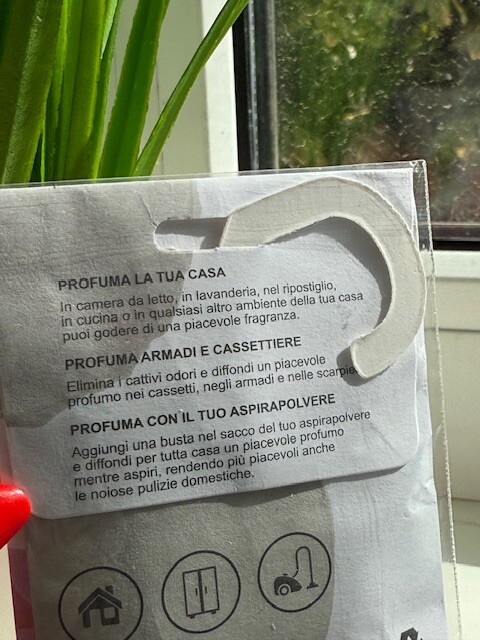 PROFUMA LA TUA CASA
In camera da letto, in lavanderia, nel ripostiglio,
in cucina o in qualsiasi altro ambiente della tua casa
puoi godere di una piacevole fragranza.
PROFUMA ARMADI E CASSETTIERE
Elimina i cattivi odori e diffondi un piacevole
profumo nei cassetti, negli armadi e nelle scarpie
PROFUMA CON IL TUO ASPIRAPOLVERE
Aggiungi una busta nel sacco del tuo aspirapolvere
e diffondi per tutta casa un piacevole profumo
mentre aspiri, rendendo più piacevoli anche
le noiose pulizie domestiche.